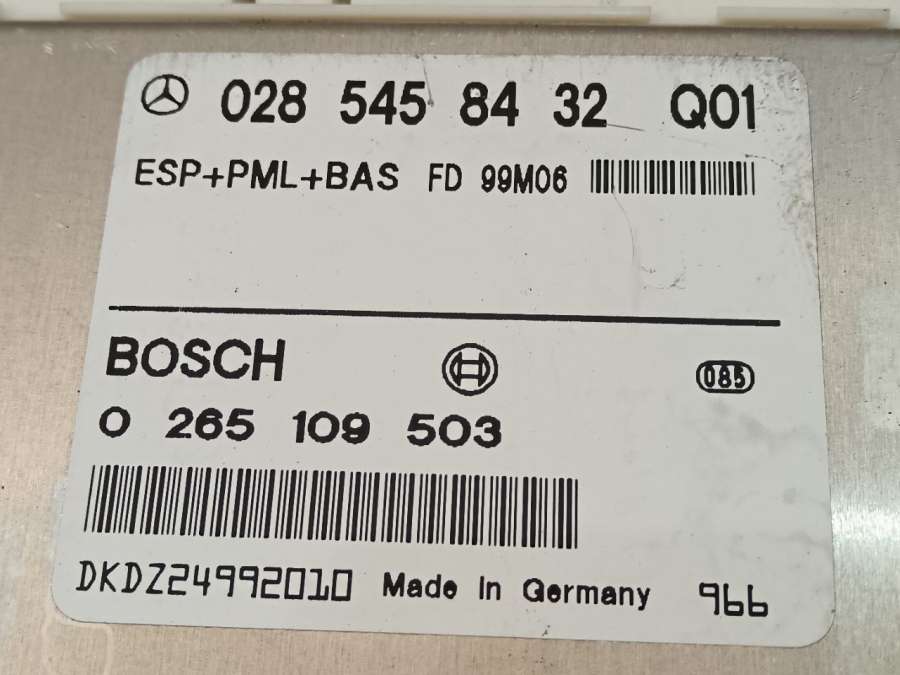 028 545 84 32 Q01
ESP+PML+BAS FD 99M06
BOSCH
085
0 265 109 503
DKDZ24992010 Made in Germany 966